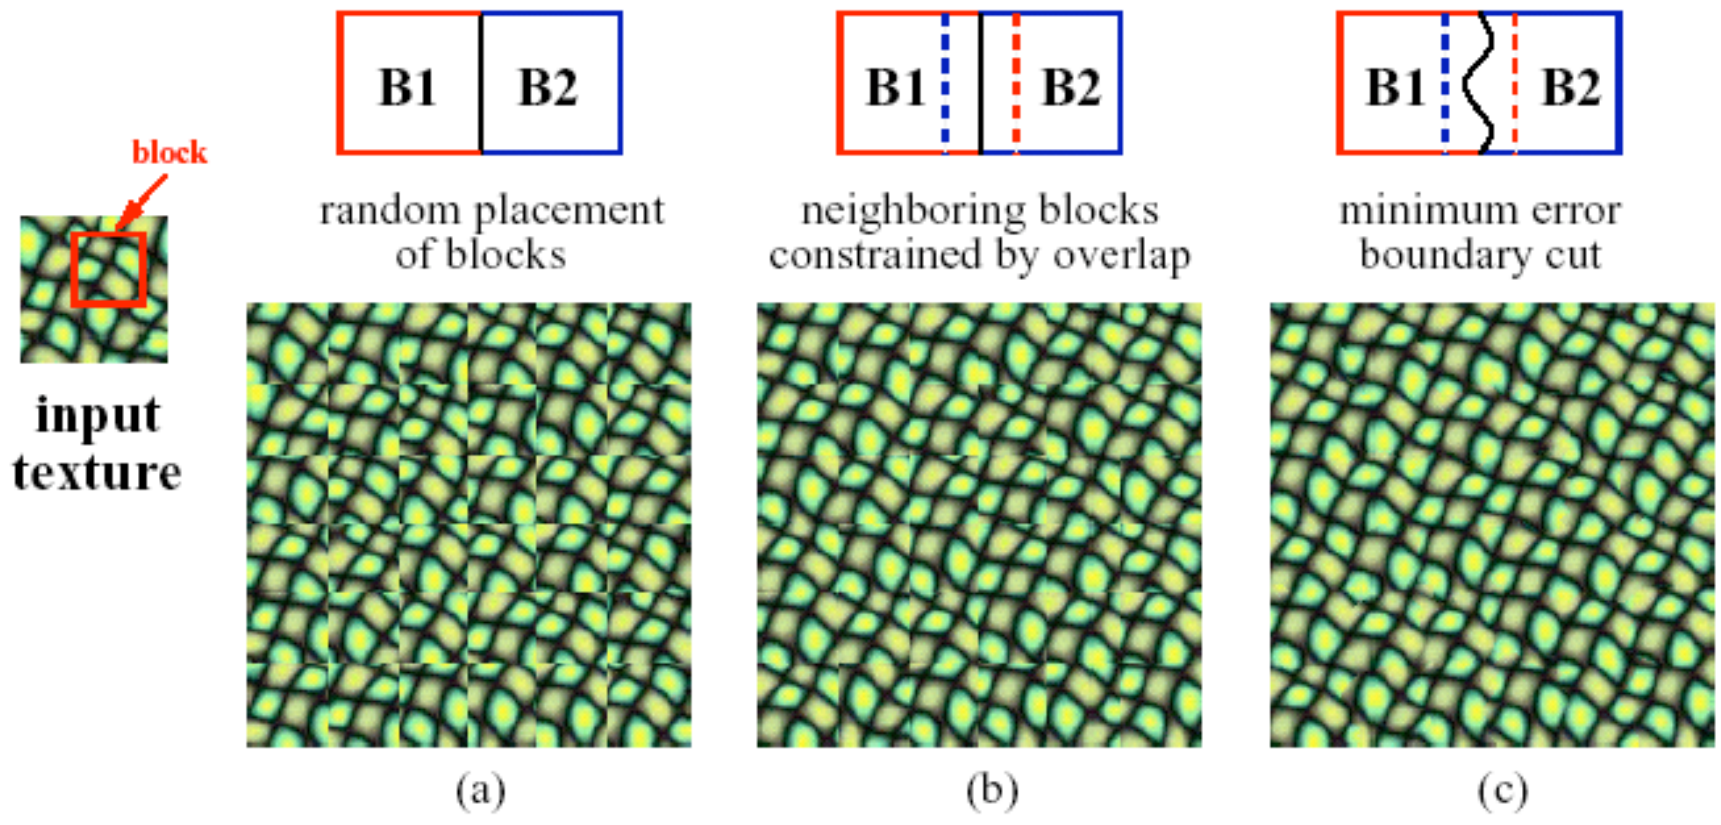 B1 B2
B1 B2
B1 B2
block
random placement
of blocks
neighboring blocks
constrained by overlap
minimum error
boundary cut
input
texture
(a)
(b)
(c)